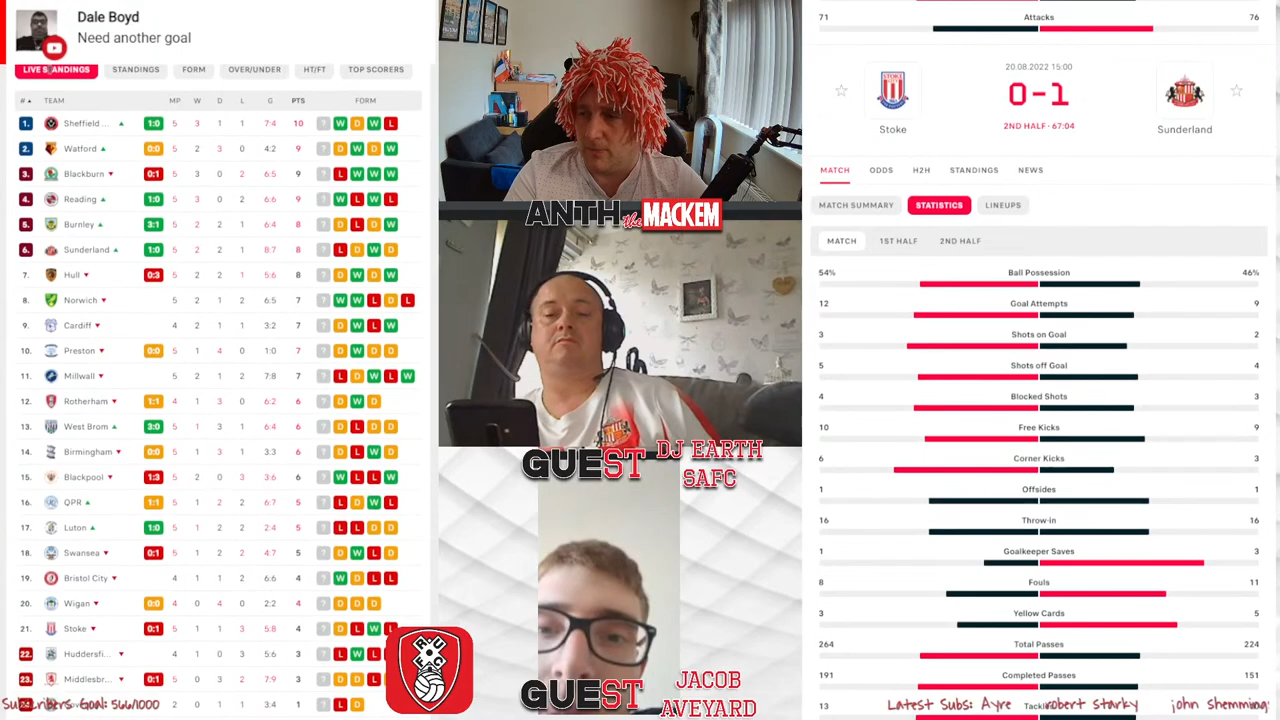 Dale Boyd
Need another goal
LIVE STANDINGS STANDINGS FORM OVER/UNDER HT/FT TOP SCORERS
# TEAM MP W D L G PTS FORM
1. Sheffield ... 1:0 5 3 1 1 7:4 10 ? W D W L
2. Watford 0:0 5 2 3 0 4:2 9 ? D W D W
3. Blackburn 0:1 5 3 0 2 6:5 9 ? L W W W
4. Reading 1:0 5 3 0 2 6:6 9 ? W L W L
5. Burnley 3:1 5 2 2 1 6:4 8 ? D L D W
6. Sunderland 1:0 5 2 2 1 8:7 8 ? L D W D
7. Hull 0:3 5 2 2 1 5:6 8 ? D W D W
8. Norwich 5 2 1 2 6:5 7 ? W W L D L
9. Cardiff 4 2 1 1 3:2 7 ? D W L W
10. Preston 0:0 5 1 4 0 1:0 7 ? D W D D
11. Millwall 5 2 1 2 7:8 7 ? L D W L W
12. Rotherham 1:1 4 1 3 0 6:2 6 ? D W D
13. West Brom 3:0 5 1 3 1 6:4 6 ? D L D D
14. Birmingham 0:0 5 1 3 1 3:3 6 ? D L W D
15. Blackpool 1:3 5 2 0 3 3:6 6 ? W L L W
16. QPR 1:1 5 1 2 2 6:7 5 ? L D W L
17. Luton 1:0 5 1 2 2 2:4 5 ? L L D D
18. Swansea 0:1 5 1 2 2 4:7 5 ? D W L D
19. Bristol City 4 1 1 2 6:6 4 ? W D L L
20. Wigan 0:0 4 0 4 0 2:2 4 ? D D D
21. Stoke 0:1 5 1 1 3 5:8 4 ? D L W L
22. Huddersfi... 4 1 0 3 5:6 3 ? L W L
23. Middlesbr... 0:1 5 0 3 2 7:9 3 ? D D L
Subscribers Goal: 566/1000
ANTH the MACKEM
GUEST
DJ EARTH
SAFC
GUEST
JACOB
AVEYARD
71 Attacks 76
20.08.2022 15:00
0-1
2ND HALF - 67:04
Stoke Sunderland
MATCH ODDS H2H STANDINGS NEWS
MATCH SUMMARY STATISTICS LINEUPS
MATCH 1ST HALF 2ND HALF
54% Ball Possession 46%
12 Goal Attempts 9
3 Shots on Goal 2
5 Shots off Goal 4
4 Blocked Shots 3
10 Free Kicks 9
6 Corner Kicks 3
1 Offsides 1
16 Throw-in 16
1 Goalkeeper Saves 3
8 Fouls 11
3 Yellow Cards 5
264 Total Passes 224
191 Completed Passes 151
13
Latest Subs: Ayre robert starky john shemming